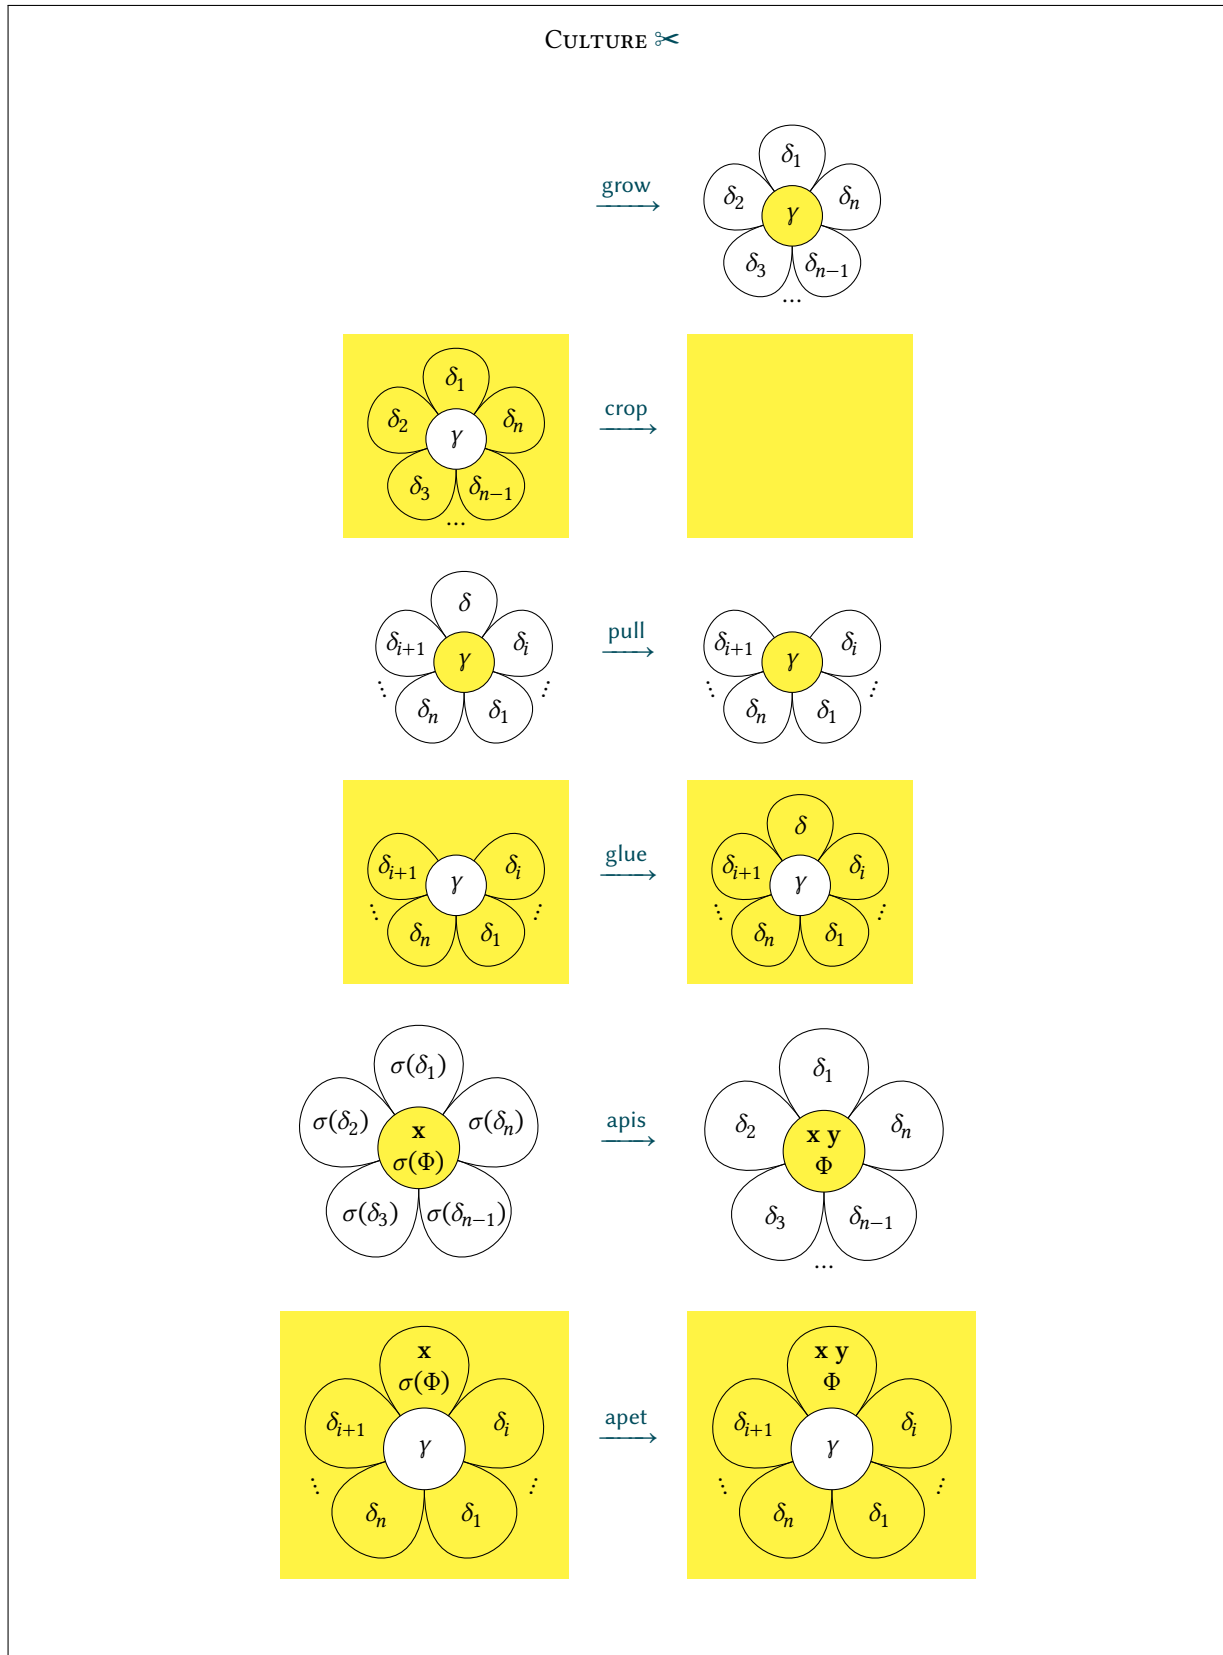 CULTURE ✂
grow
δ1
δ2 γ δn
δ3 δn−1
...
δ1
δ2 γ δn
crop
δ3 δn−1
...
δ
δi+1 γ δi
pull
δi+1 γ δi
⋮ δn δ1 ⋮
⋮ δn δ1 ⋮
δi+1 γ δi
glue
δ
δi+1 γ δi
⋮ δn δ1 ⋮
⋮ δn δ1 ⋮
σ(δ1)
σ(δ2) x σ(δn)
σ(Φ)
σ(δ3) σ(δn−1)
apis
δ1
δ2 x y δn
Φ
δ3 δn−1
...
x
σ(Φ)
δi+1 γ δi
⋮ δn δ1 ⋮
apet
x y
Φ
δi+1 γ δi
⋮ δn δ1 ⋮